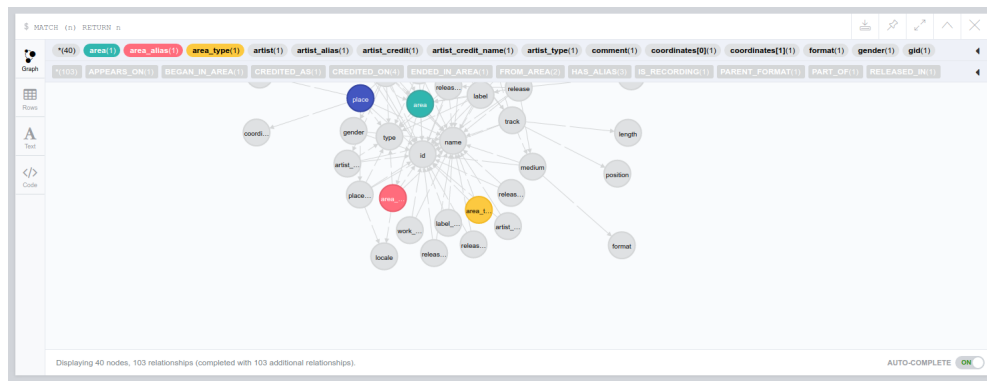 $ MATCH (n) RETURN n
*(40) area(1) area_alias(1) area_type(1) artist(1) artist_alias(1) artist_credit(1) artist_credit_name(1) artist_type(1) comment(1) coordinates[0](1) coordinates[1](1) format(1) gender(1) gid(1)
*(103) APPEARS_ON(1) BEGAN_IN_AREA(1) CREDITED_AS(1) CREDITED_ON(4) ENDED_IN_AREA(1) FROM_AREA(2) HAS_ALIAS(3) IS_RECORDING(1) PARENT_FORMAT(1) PART_OF(1) RELEASED_IN(1)
Graph
Rows
A
Text
</>
Code
releas...
release
label
place
area
track
coordi...
gender
type
name
length
id
artist_...
medium
position
place...
area_...
releas...
area_t...
work_...
label_...
artist_...
releas...
format
locale
releas...
Displaying 40 nodes, 103 relationships (completed with 103 additional relationships).
AUTO-COMPLETE ON